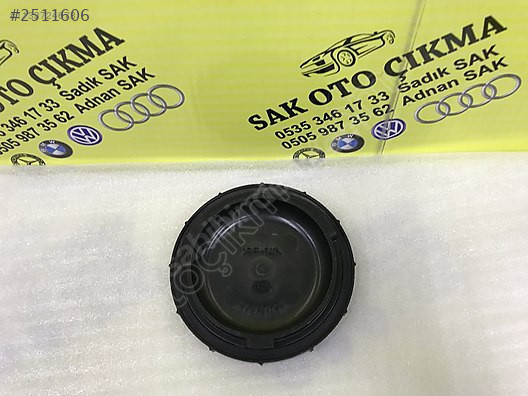 #2511606
OTO ÇIKMA
0535 346 17 33 Sadık SAK
0505 987 35 62 Adnan SAK
SAK OTO ÇIKMA
0535 346 17 33 Sadık SAK
0505 987 35 62 Adnan SAK